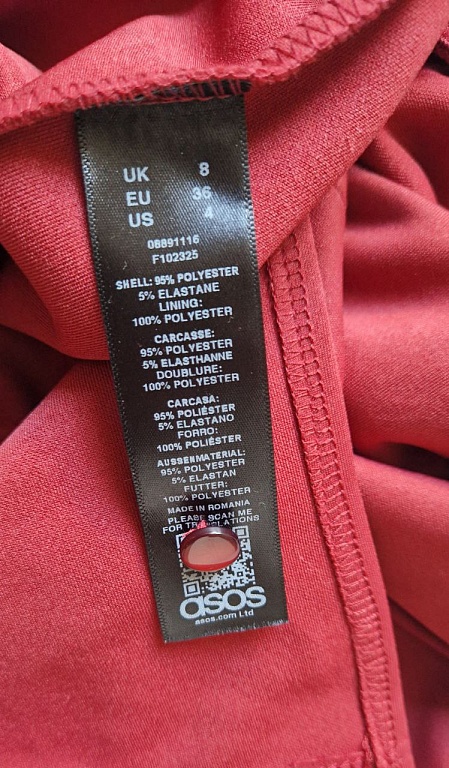 UK 8
EU 36
US 4
08891116
F102325
SHELL: 95% POLYESTER
5% ELASTANE
LINING:
100% POLYESTER
CARCASSE:
95% POLYESTER
5% ELASTHANNE
DOUBLURE:
100% POLYESTER
CARCASA:
95% POLIÉSTER
5% ELASTANO
FORRO:
100% POLIÉSTER
AUSSENMATERIAL:
95% POLYESTER
5% ELASTAN
FUTTER:
100% POLYESTER
MADE IN ROMANIA
PLEASE SCAN ME
FOR TRANSLATIONS
asos
asos.com Ltd